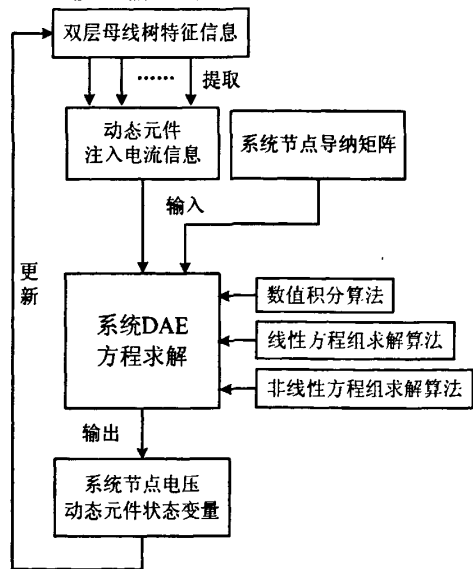 双层母线树特征信息
······
提取
动态元件
注入电流信息
系统节点导纳矩阵
输入
更
新
系统DAE
方程求解
数值积分算法
线性方程组求解算法
非线性方程组求解算法
输出
系统节点电压
动态元件状态变量